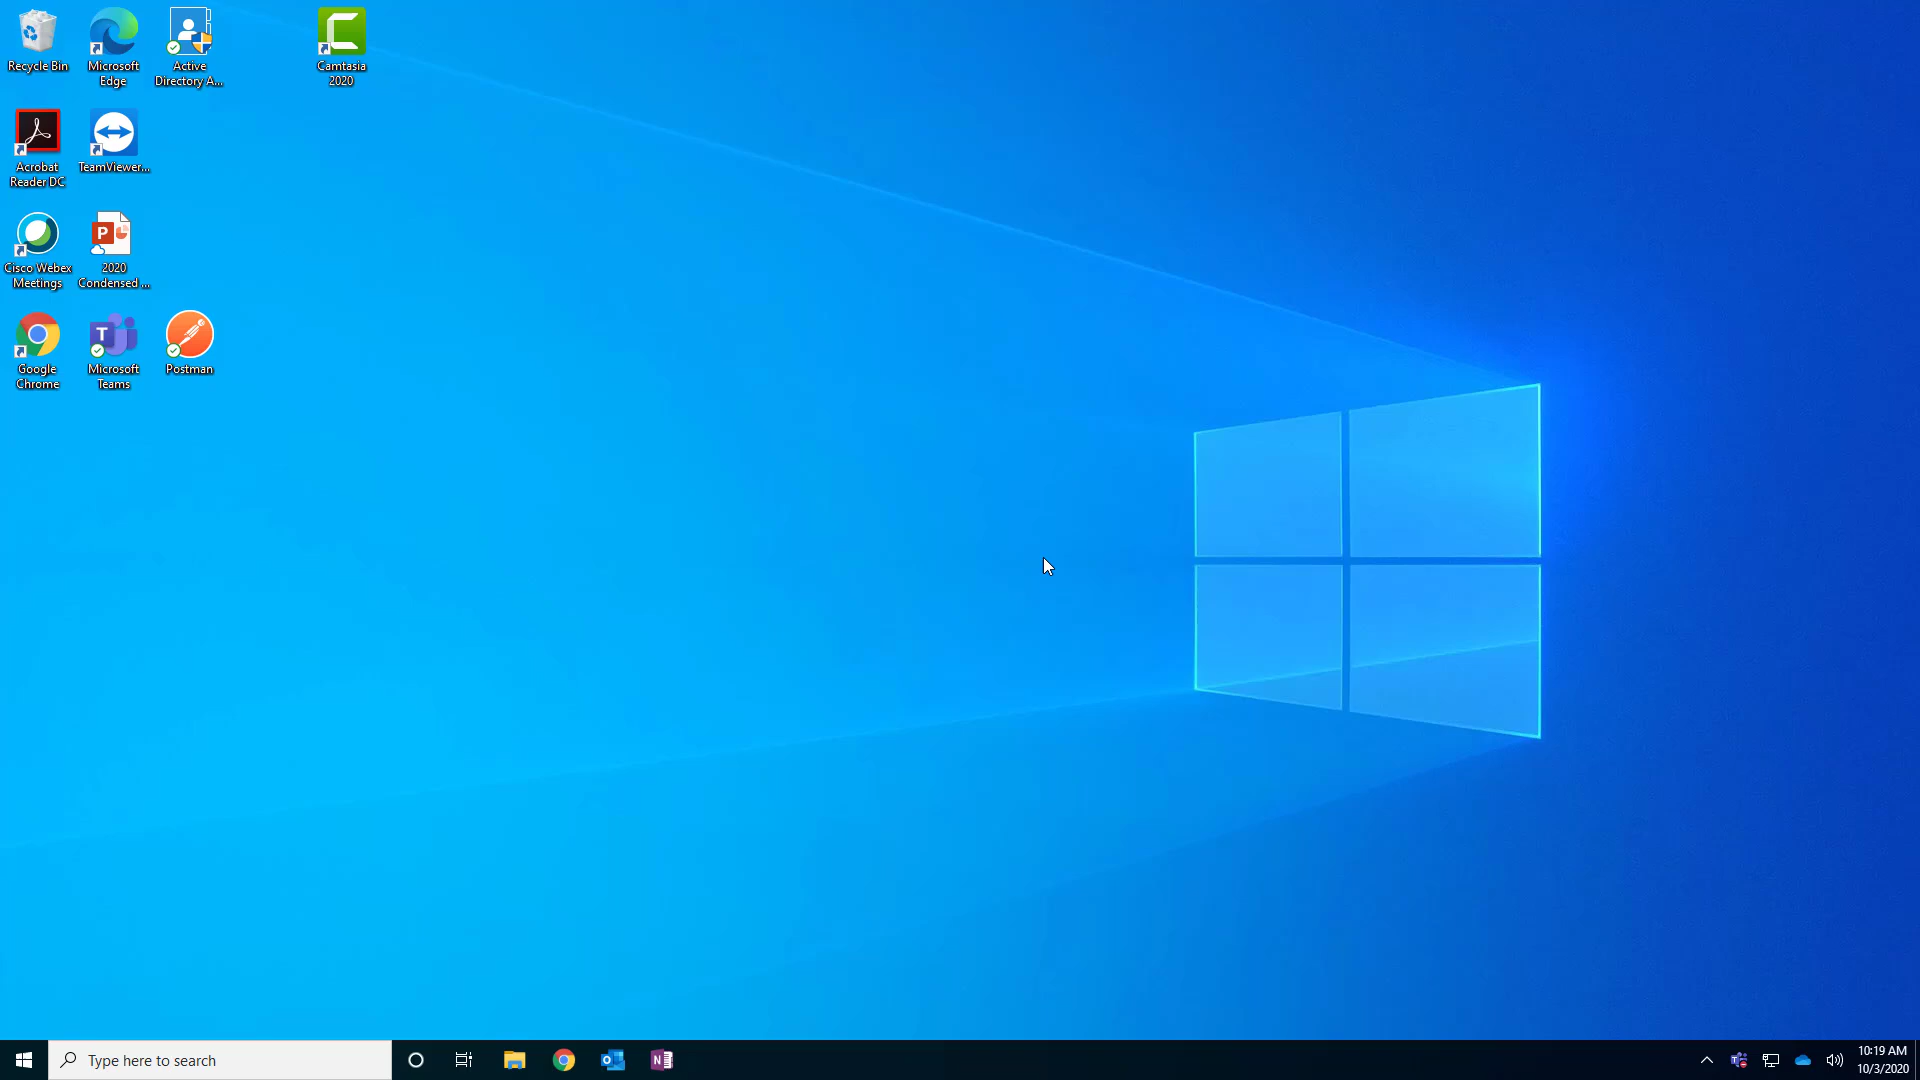 Recycle Bin
Microsoft
Edge
Active
Directory A...
Camtasia
2020
Acrobat
Reader DC
TeamViewer...
Cisco Webex
Meetings
2020
Condensed ...
Google
Chrome
Microsoft
Teams
Postman
Type here to search
10:19 AM
10/3/2020